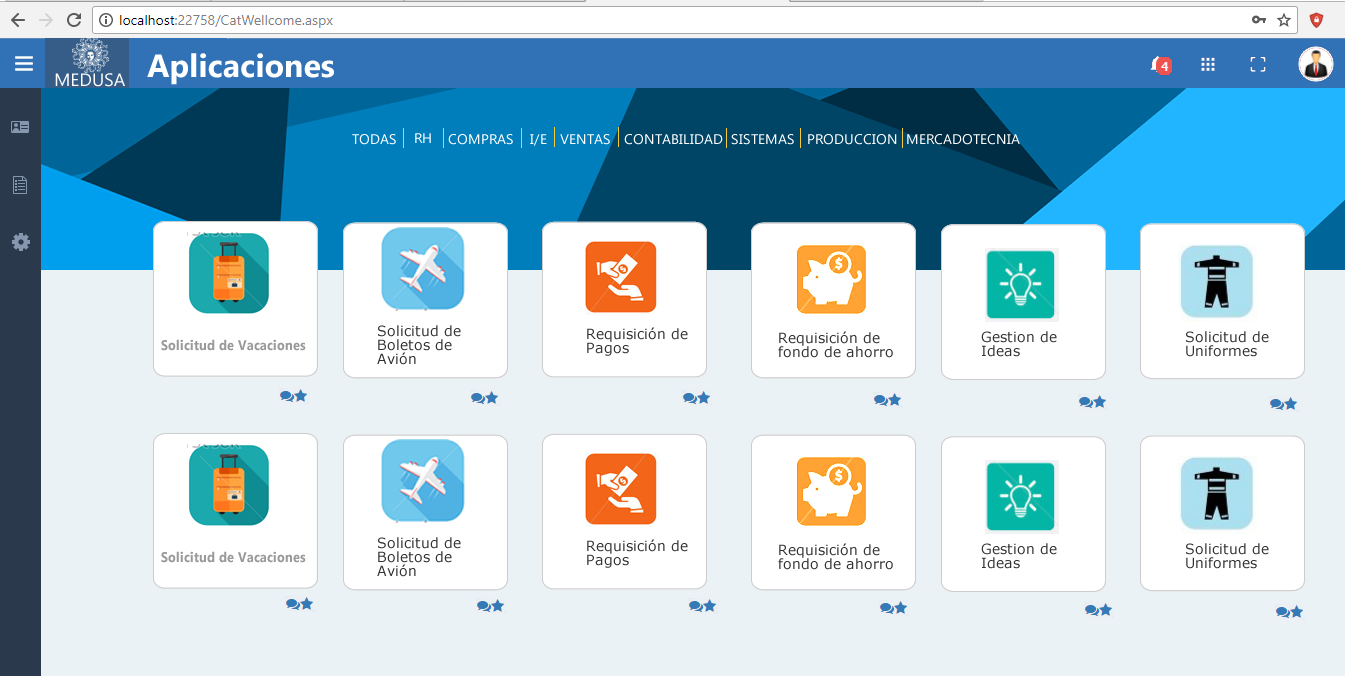 localhost:22758/CatWellcome.aspx
MEDUSA
Aplicaciones
4
TODAS RH COMPRAS I/E VENTAS CONTABILIDAD SISTEMAS PRODUCCION MERCADOTECNIA
Solicitud de Vacaciones
Solicitud de
Boletos de
Avión
Requisición de
Pagos
Requisición de
fondo de ahorro
Gestion de
Ideas
Solicitud de
Uniformes
Solicitud de Vacaciones
Solicitud de
Boletos de
Avión
Requisición de
Pagos
Requisición de
fondo de ahorro
Gestion de
Ideas
Solicitud de
Uniformes